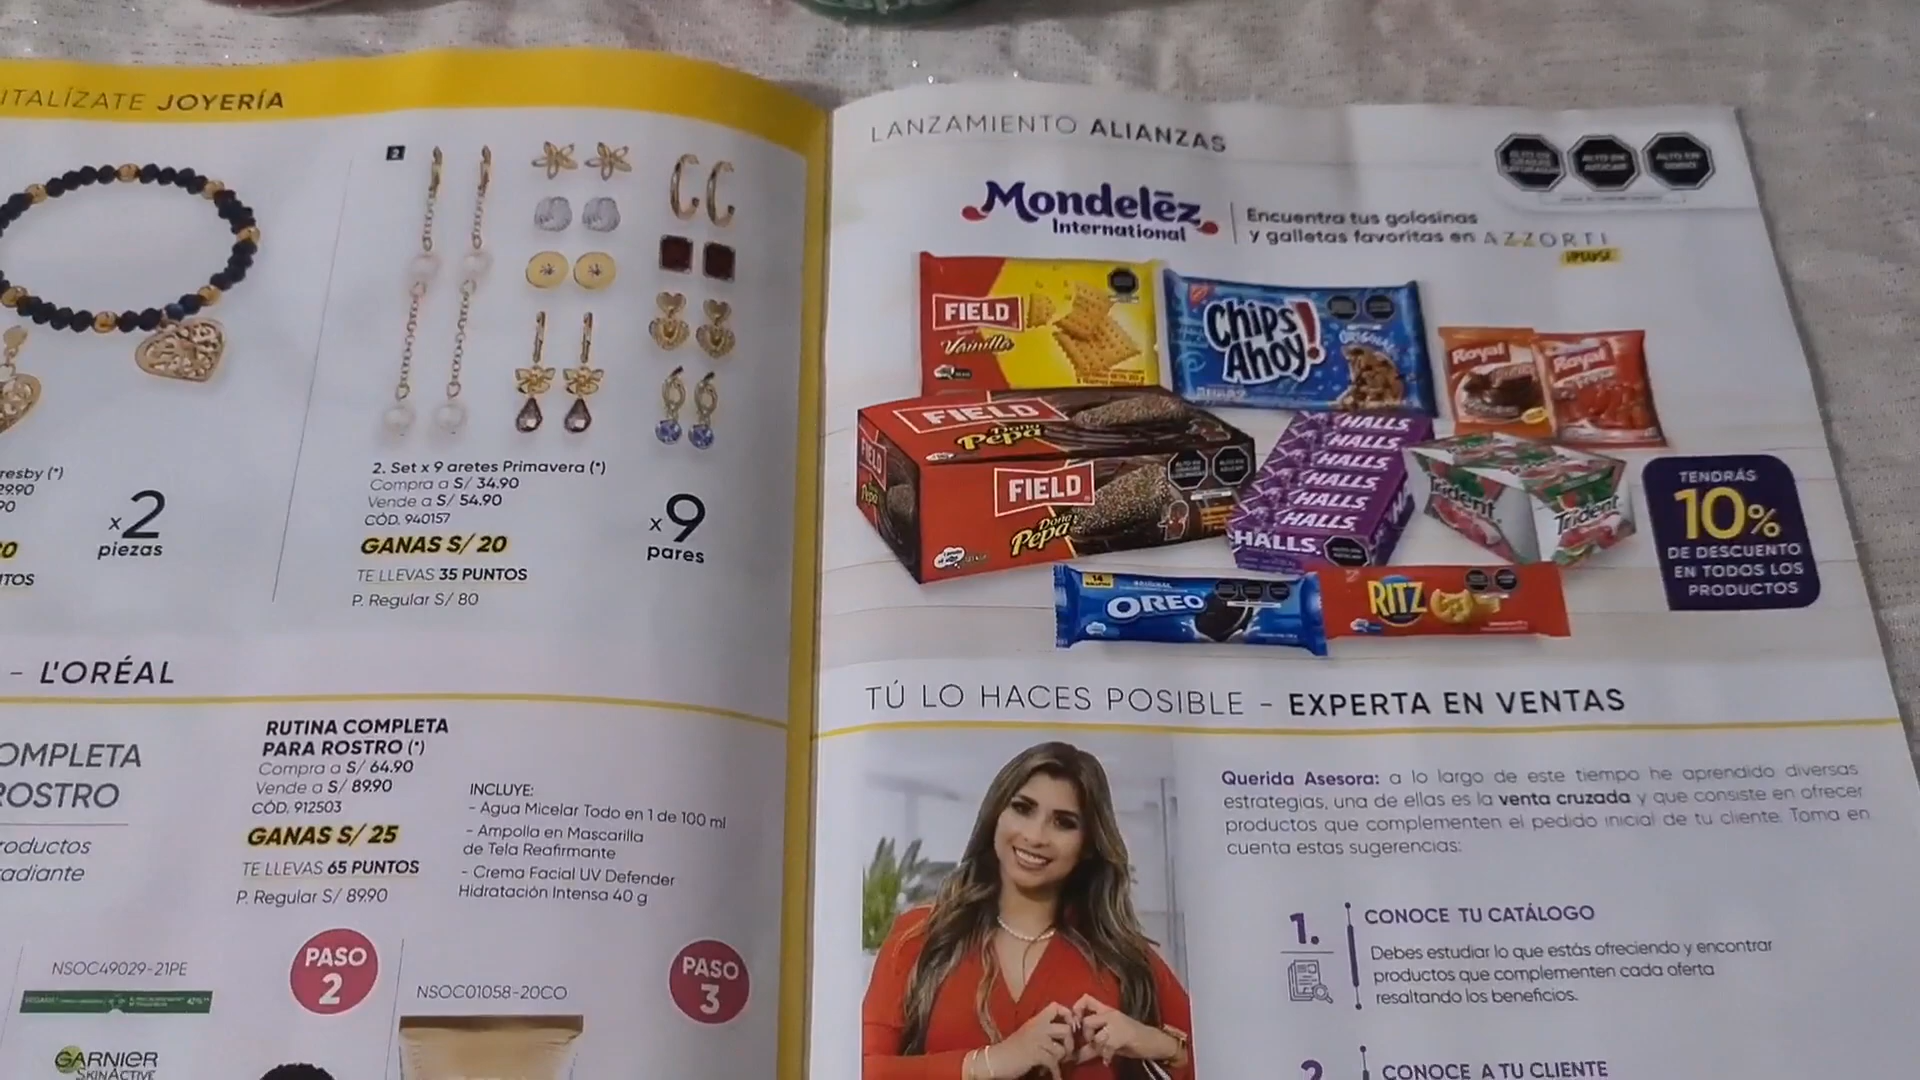 ITALÍZATE JOYERÍA
resby (*)
x2
piezas
2
2. Set x 9 aretes Primavera (*)
Compra a S/ 34.90
Vende a S/ 54.90
CÓD. 940157
GANAS S/ 20
TE LLEVAS 35 PUNTOS
P. Regular S/ 80
x9
pares
- L'ORÉAL
OMPLETA
ROSTRO
oductos
adiante
RUTINA COMPLETA
PARA ROSTRO (*)
Compra a S/ 64.90
Vende a S/ 89.90
CÓD. 912503
GANAS S/ 25
TE LLEVAS 65 PUNTOS
P. Regular S/ 89.90
INCLUYE:
- Agua Micelar Todo en 1 de 100 ml
- Ampolla en Mascarilla
de Tela Reafirmante
- Crema Facial UV Defender
Hidratación Intensa 40 g
NSOC49029-21PE
PASO
2
GARNIER
SKINACTIVE
NSOC01058-20CO
PASO
3
LANZAMIENTO ALIANZAS
Mondelēz
International
Encuentra tus golosinas
y galletas favoritas en AZZORTI
¡PLUS!
FIELD
Vainilla
Chips
Ahoy!
ORIGINAL
Royal
Royal
FIELD
Doña
Pepa
FIELD
FIELD
Doña
Pepa
HALLS
HALLS
HALLS
HALLS
HALLS
HALLS
HALLS.
Trident
Trident
OREO
RITZ
TENDRÁS
10%
DE DESCUENTO
EN TODOS LOS
PRODUCTOS
TÚ LO HACES POSIBLE - EXPERTA EN VENTAS
Querida Asesora: a lo largo de este tiempo he aprendido diversas
estrategias, una de ellas es la venta cruzada y que consiste en ofrecer
productos que complementen el pedido inicial de tu cliente. Toma en
cuenta estas sugerencias:
1.
CONOCE TU CATÁLOGO
Debes estudiar lo que estás ofreciendo y encontrar
productos que complementen cada oferta
resaltando los beneficios.
2
CONOCE A TU CLIENTE